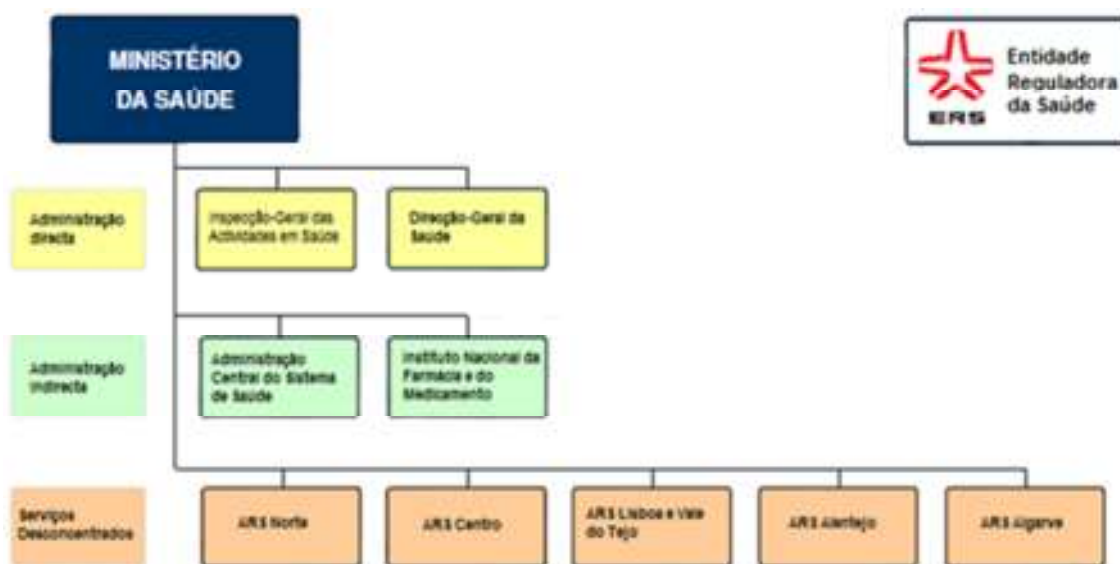 MINISTÉRIO
DA SAÚDE
ERS
Entidade
Reguladora
da Saúde
Administração
directa
Inspecção-Geral das
Actividades em Saúde
Direcção-Geral da
Saúde
Administração
Indirecta
Administração
Central do Sistema
de Saúde
Instituto Nacional da
Farmácia e do
Medicamento
Serviços
Desconcentrados
ARS Norte
ARS Centro
ARS Lisboa e Vale
do Tejo
ARS Alentejo
ARS Algarve